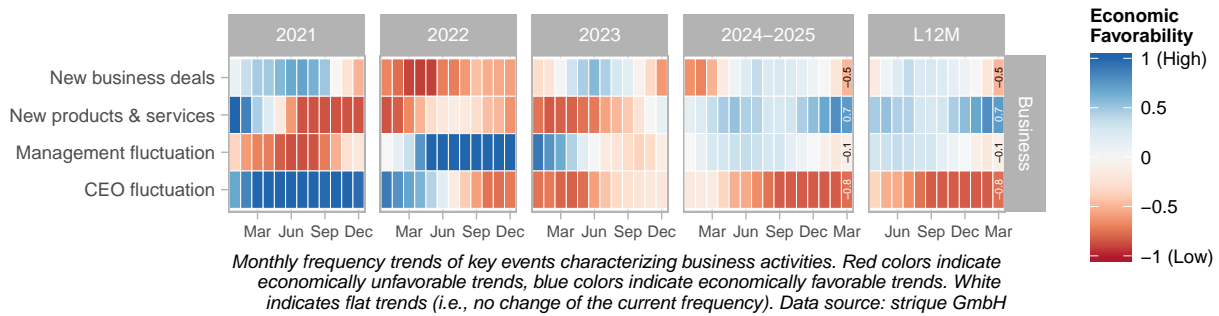 2021 2022 2023 2024–2025 L12M
New business deals
New products & services
Management fluctuation
CEO fluctuation
−0.5 −0.5
0.7 0.7
−0.1 −0.1
−0.8 −0.8
Business
Mar Jun Sep Dec Mar Jun Sep Dec Mar Jun Sep Dec Mar Jun Sep Dec Mar Jun Sep Dec Mar
Economic
Favorability
1 (High)
0.5
0
−0.5
−1 (Low)
Monthly frequency trends of key events characterizing business activities. Red colors indicate
economically unfavorable trends, blue colors indicate economically favorable trends. White
indicates flat trends (i.e., no change of the current frequency). Data source: strique GmbH